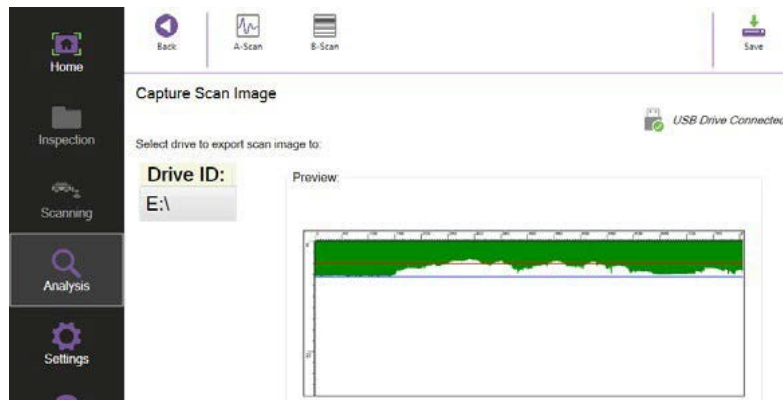 Home
Inspection
Scanning
Analysis
Settings
Back
A-Scan
B-Scan
Save
Capture Scan Image
USB Drive Connected
Select drive to export scan image to:
Drive ID:
E:\
Preview: